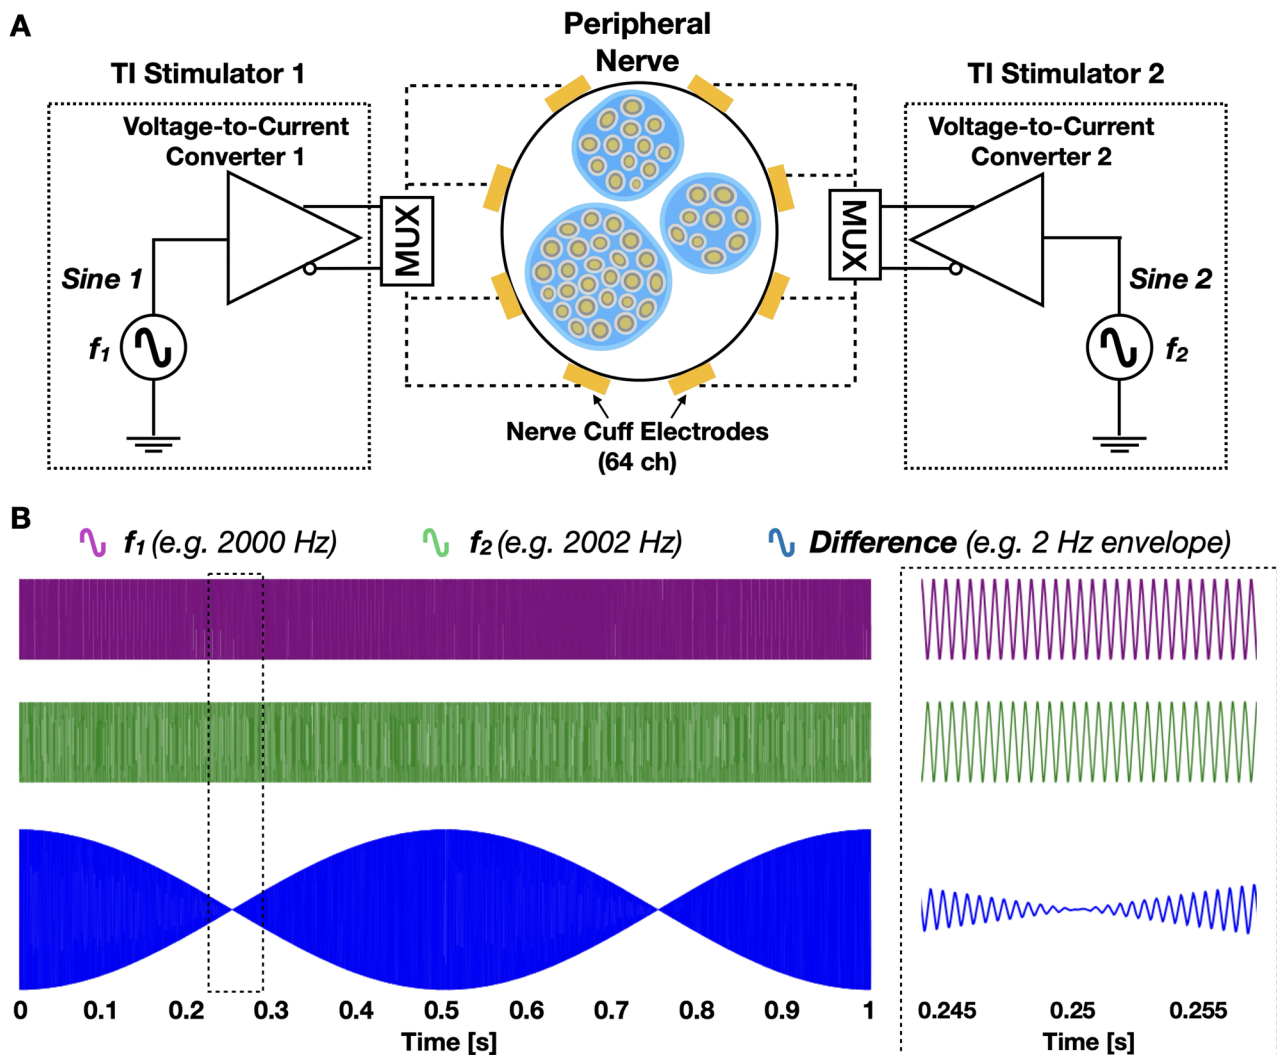 A
Peripheral
Nerve
TI Stimulator 1
TI Stimulator 2
Voltage-to-Current
Converter 1
Voltage-to-Current
Converter 2
MUX
MUX
Sine 1
Sine 2
f1
f2
Nerve Cuff Electrodes
(64 ch)
B
f1 (e.g. 2000 Hz)
f2 (e.g. 2002 Hz)
Difference (e.g. 2 Hz envelope)
0 0.1 0.2 0.3 0.4 0.5 0.6 0.7 0.8 0.9 1
0.245 0.25 0.255
Time [s]
Time [s]